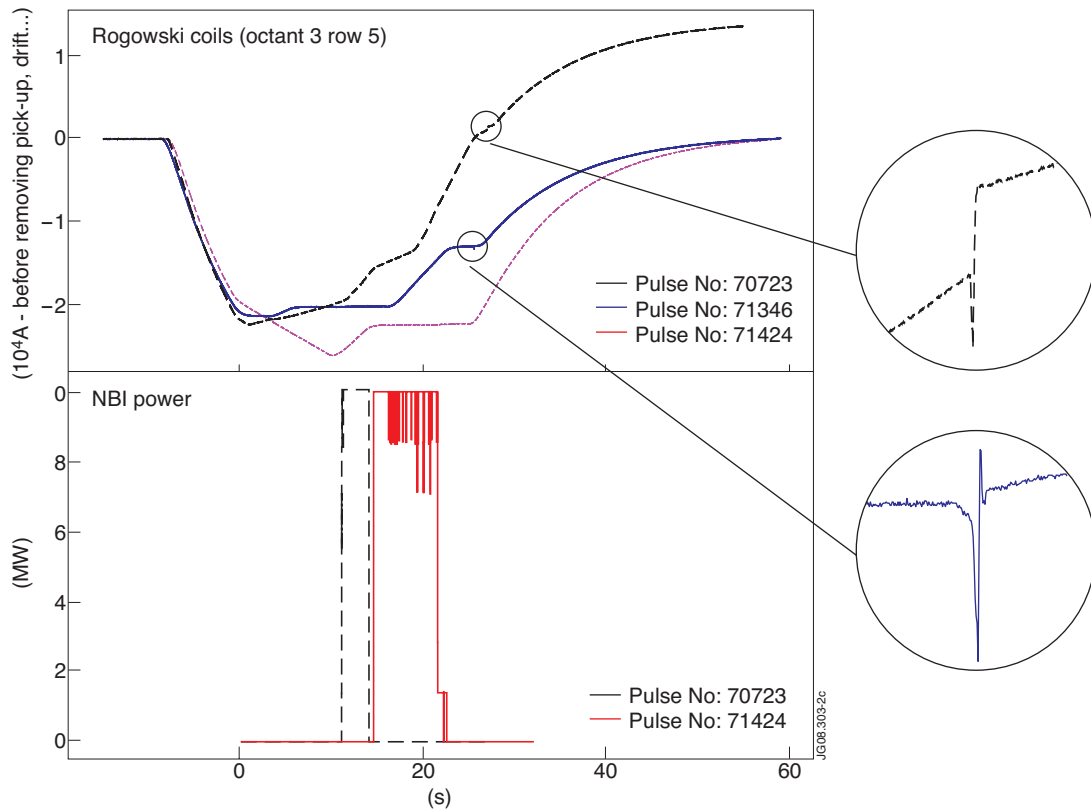 Rogowski coils (octant 3 row 5)
(10⁴A - before removing pick-up, drift...)
1
0
−1
−2
Pulse No: 70723
Pulse No: 71346
Pulse No: 71424
NBI power
(MW)
0
8
6
4
2
0
Pulse No: 70723
Pulse No: 71424
0
20
40
60
(s)
JG08.303-2c